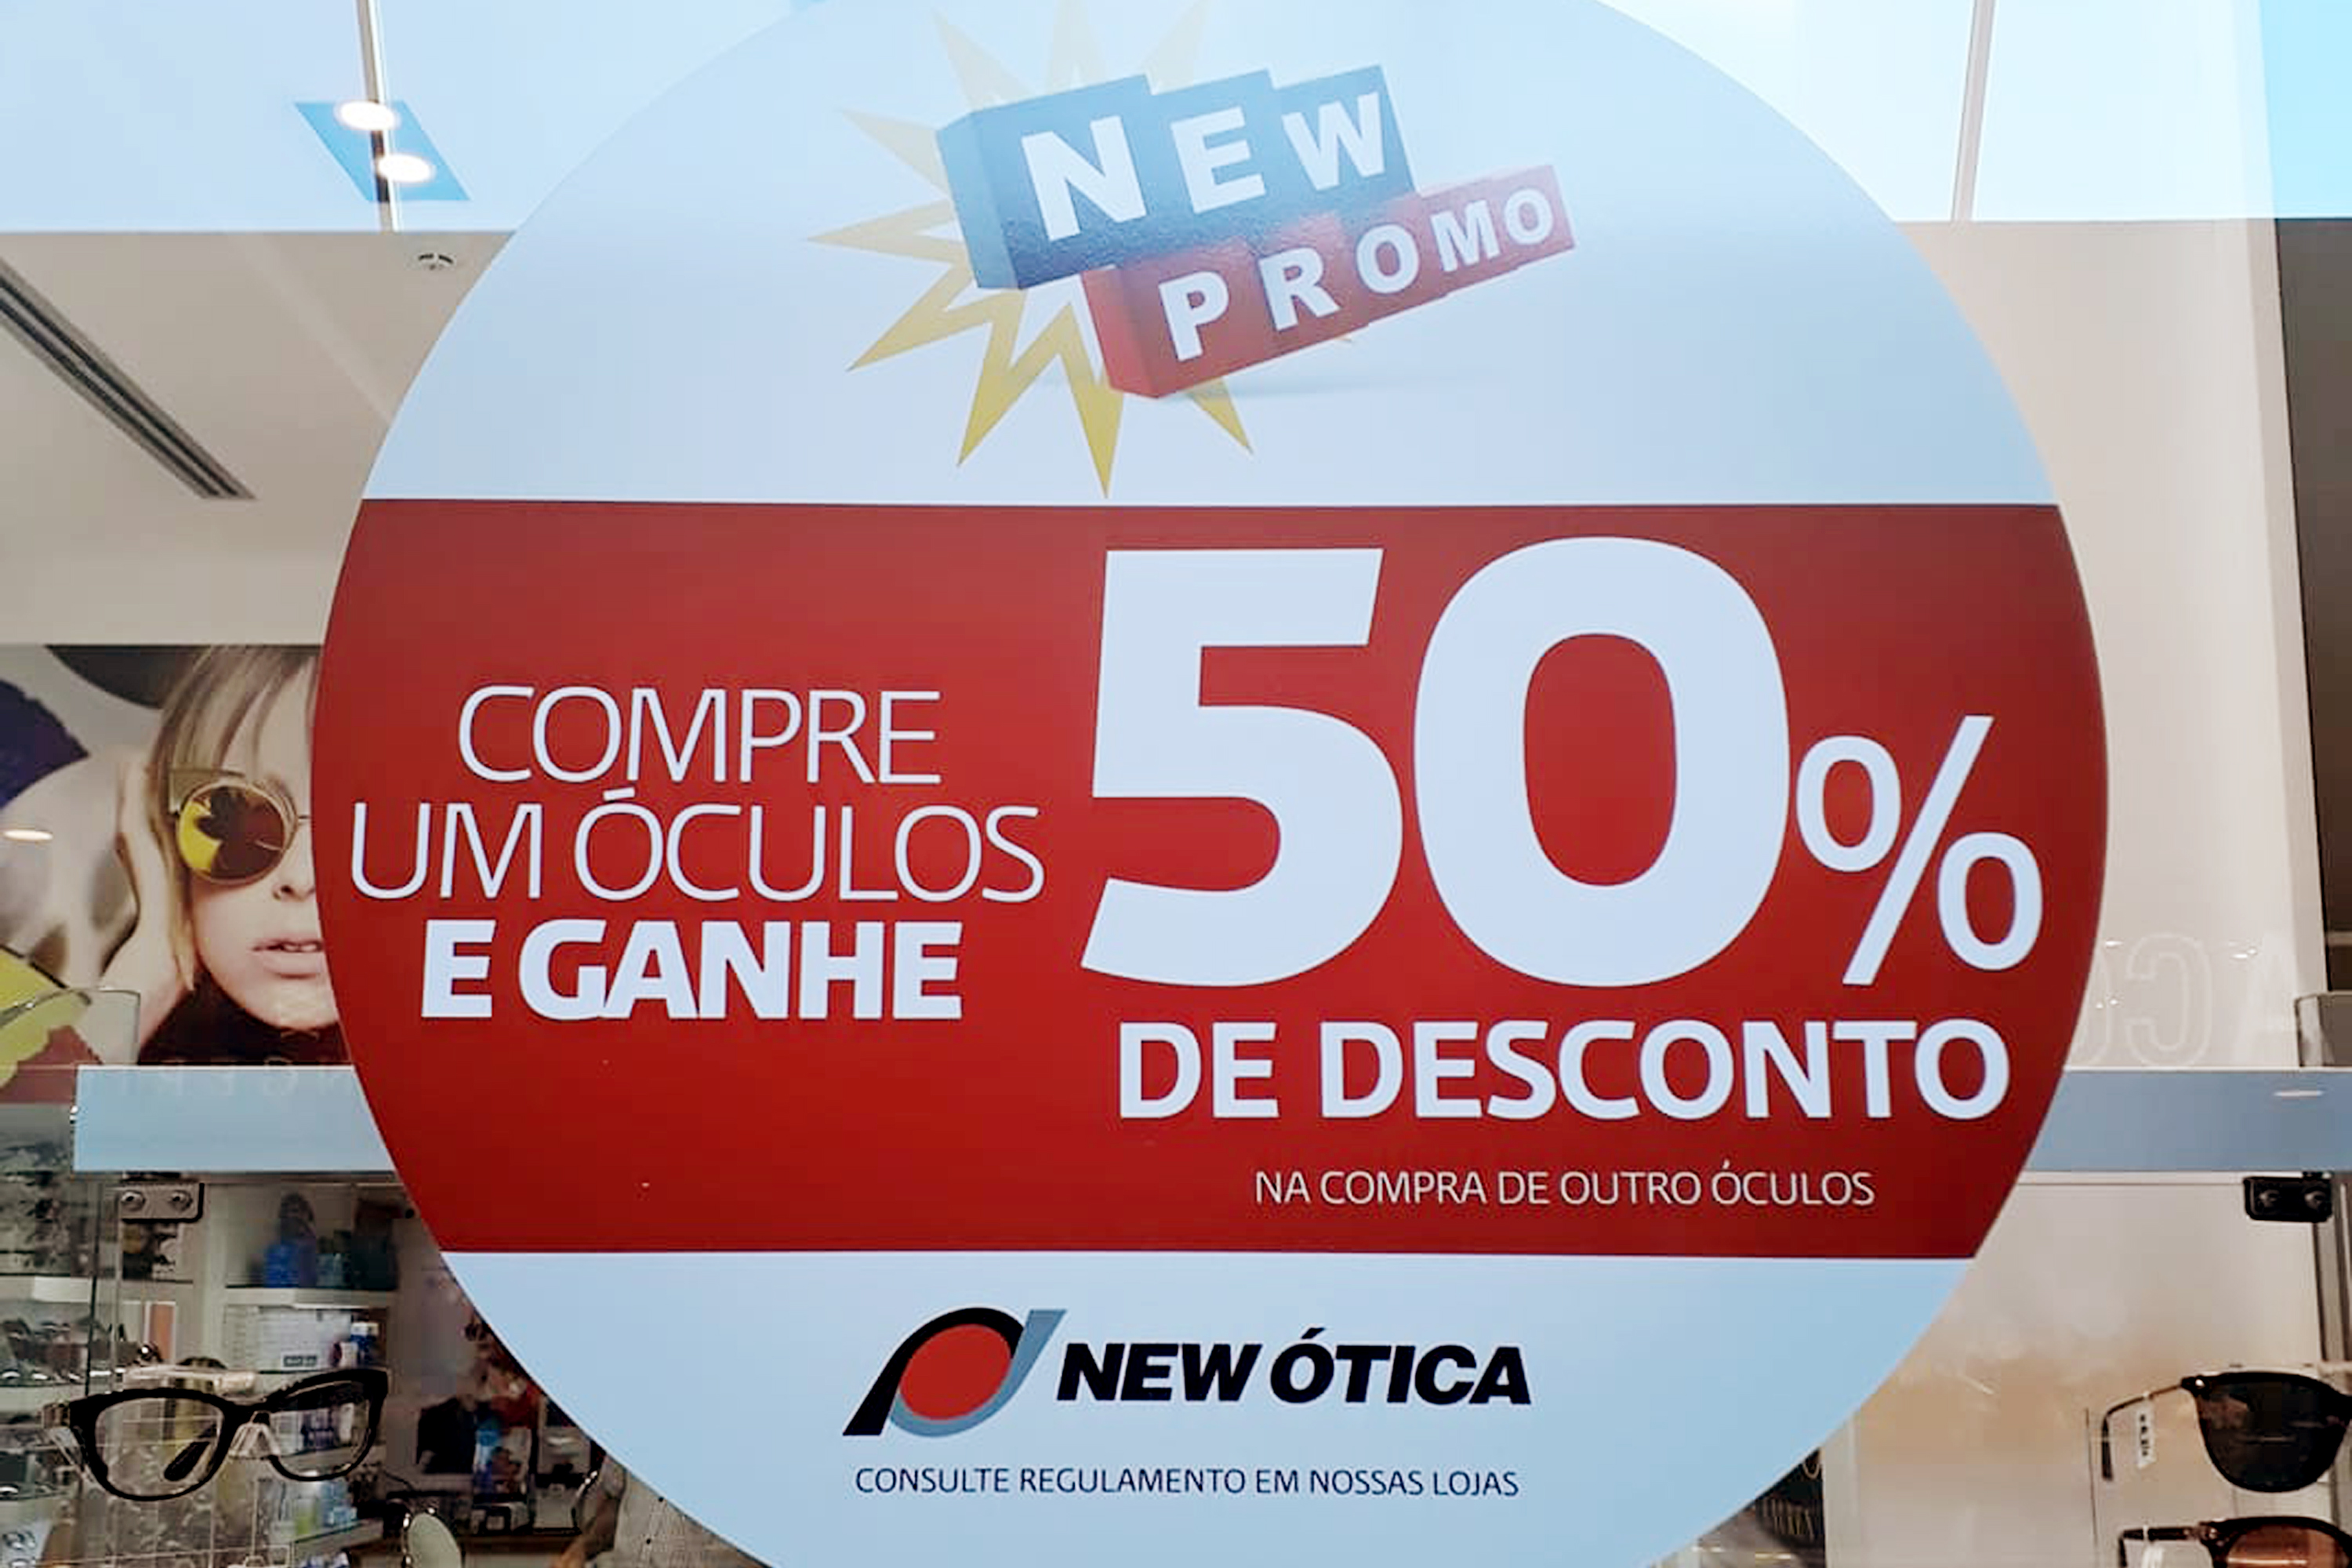 NEW
PROMO
COMPRE
UM ÓCULOS
E GANHE
50%
DE DESCONTO
NA COMPRA DE OUTRO ÓCULOS
NEW ÓTICA
CONSULTE REGULAMENTO EM NOSSAS LOJAS